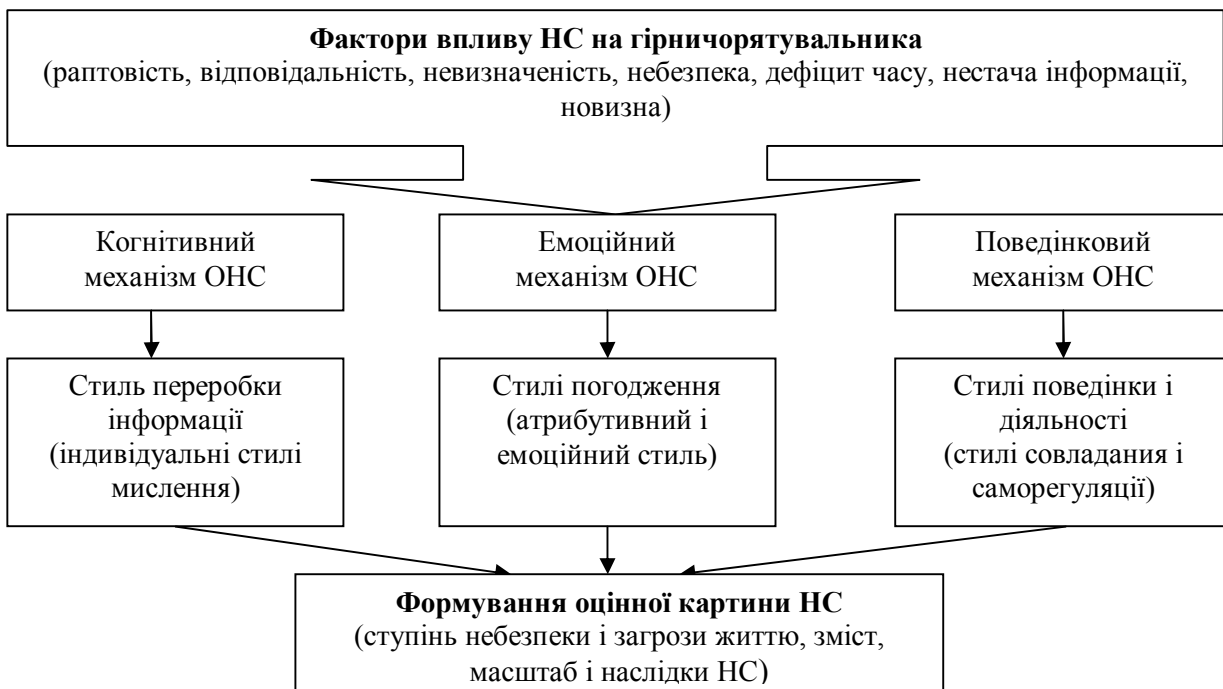 Фактори впливу НС на гірничорятувальника
(раптовість, відповідальність, невизначеність, небезпека, дефіцит часу, нестача інформації,
новизна)
Когнітивний
механізм ОНС
Емоційний
механізм ОНС
Поведінковий
механізм ОНС
Стиль переробки
інформації
(індивідуальні стилі
мислення)
Стилі погодження
(атрибутивний і
емоційний стиль)
Стилі поведінки і
діяльності
(стилі совладания і
саморегуляції)
Формування оцінної картини НС
(ступінь небезпеки і загрози життю, зміст,
масштаб і наслідки НС)